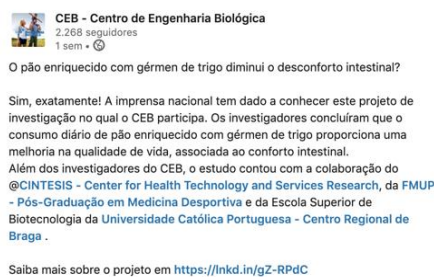 CEB - Centro de Engenharia Biológica
2.268 seguidores
1 sem •
O pão enriquecido com gérmen de trigo diminui o desconforto intestinal?
Sim, exatamente! A imprensa nacional tem dado a conhecer este projeto de
investigação no qual o CEB participa. Os investigadores concluíram que o
consumo diário de pão enriquecido com gérmen de trigo proporciona uma
melhoria na qualidade de vida, associada ao conforto intestinal.
Além dos investigadores do CEB, o estudo contou com a colaboração do
@CINTESIS - Center for Health Technology and Services Research, da FMUP
- Pós-Graduação em Medicina Desportiva e da Escola Superior de
Biotecnologia da Universidade Católica Portuguesa - Centro Regional de
Braga .
Saiba mais sobre o projeto em https://lnkd.in/gZ-RPdC